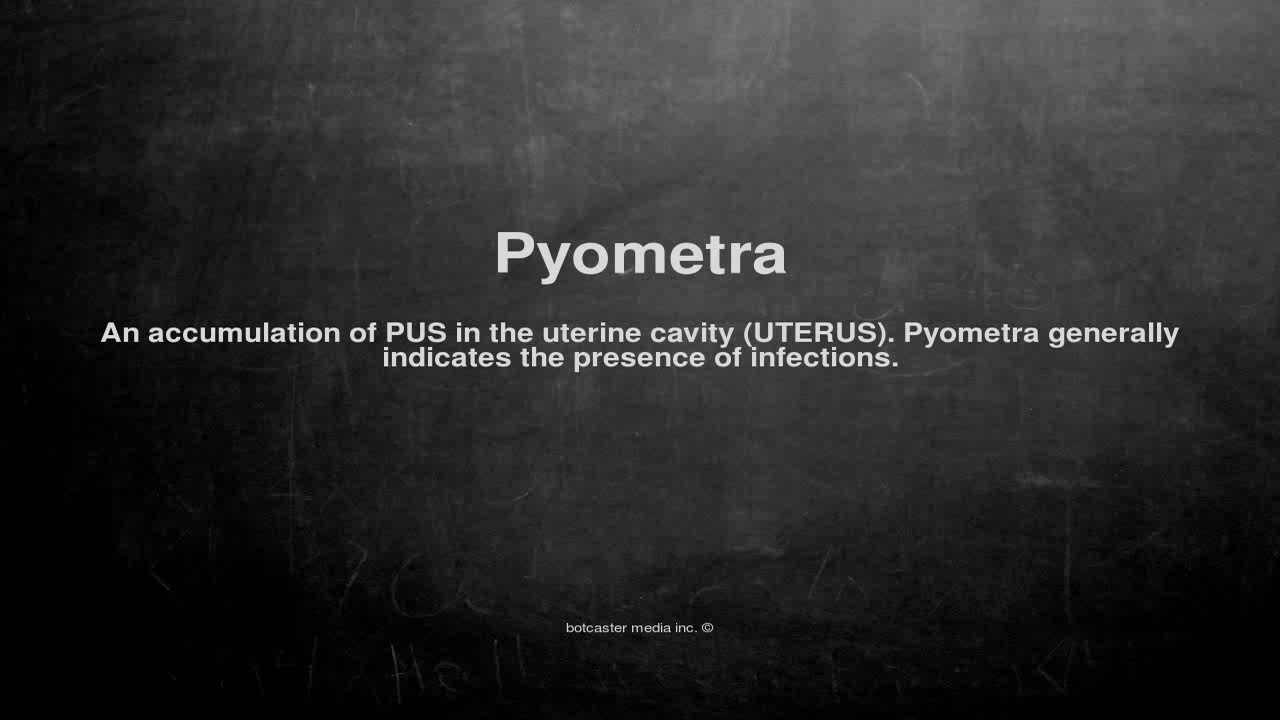 Pyometra
An accumulation of PUS in the uterine cavity (UTERUS). Pyometra generally
indicates the presence of infections.
botcaster media inc. ©